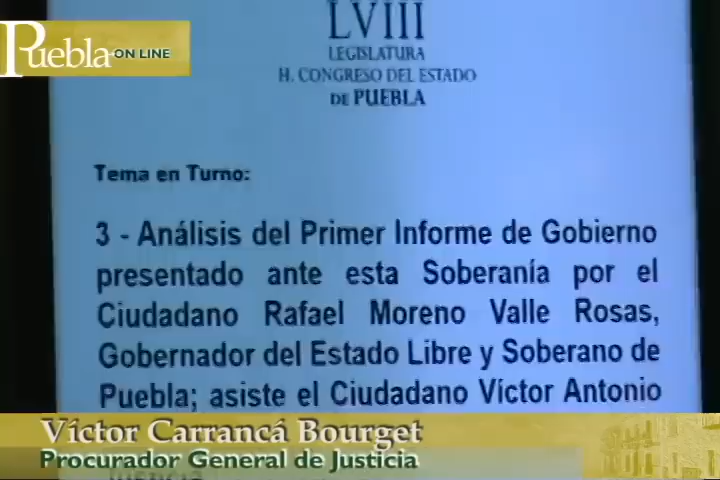 Puebla ON LINE
LVIII
LEGISLATURA
H. CONGRESO DEL ESTADO
DE PUEBLA
Tema en Turno:
3 - Análisis del Primer Informe de Gobierno
presentado ante esta Soberanía por el
Ciudadano Rafael Moreno Valle Rosas,
Gobernador del Estado Libre y Soberano de
Puebla; asiste el Ciudadano Víctor Antonio
Víctor Carrancá Bourget
Procurador General de Justicia